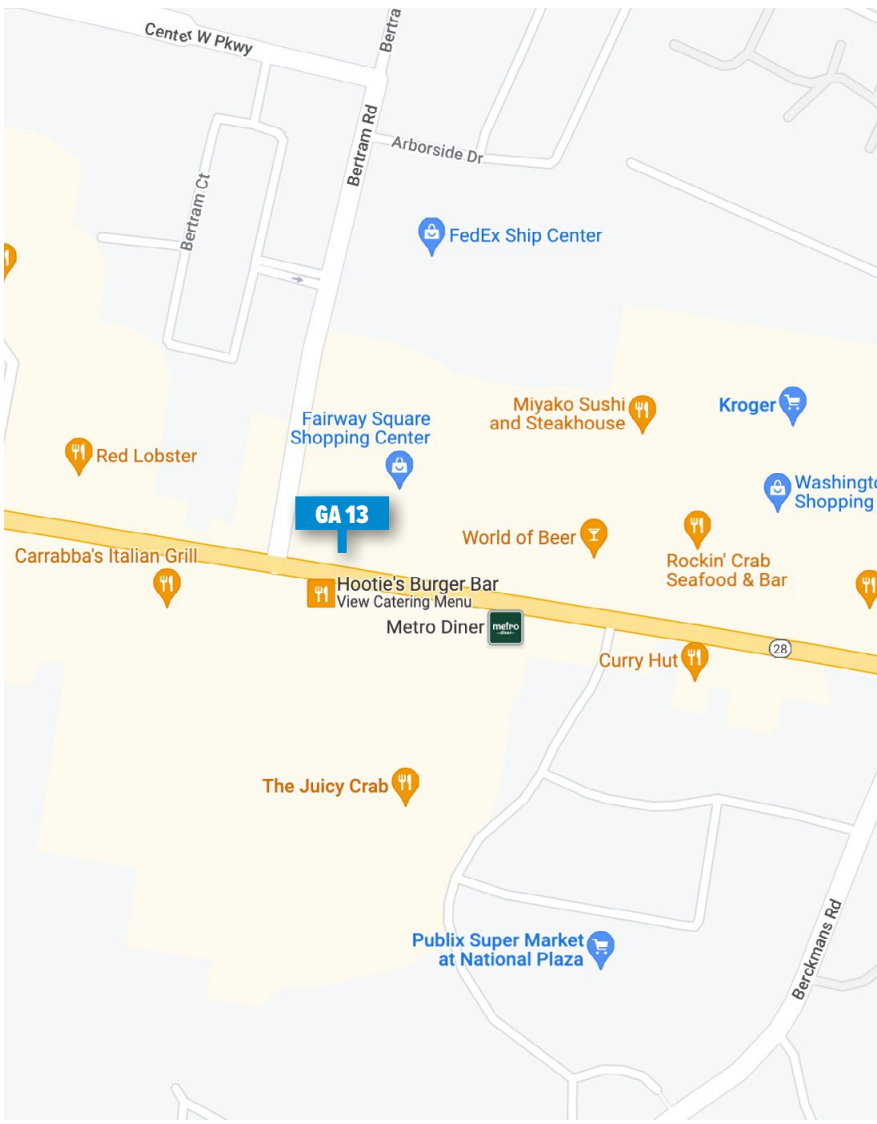 Center W Pkwy
Bertra
Bertram Rd
Arborside Dr
Bertram Ct
FedEx Ship Center
Miyako Sushi
and Steakhouse
Kroger
Fairway Square
Shopping Center
Red Lobster
Washingto
Shopping
GA 13
World of Beer
Carrabba's Italian Grill
Rockin' Crab
Seafood & Bar
Hootie's Burger Bar
View Catering Menu
Metro Diner
metro
28
Curry Hut
The Juicy Crab
Berckmans Rd
Publix Super Market
at National Plaza